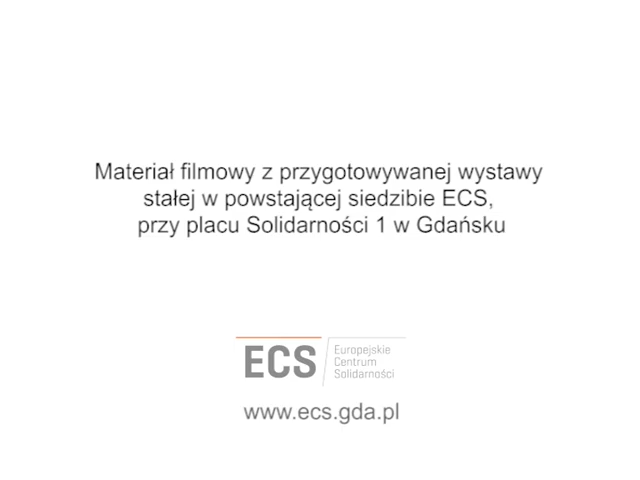 Materiał filmowy z przygotowywanej wystawy
stałej w powstającej siedzibie ECS,
przy placu Solidarności 1 w Gdańsku
ECS
Europejskie
Centrum
Solidarności
www.ecs.gda.pl